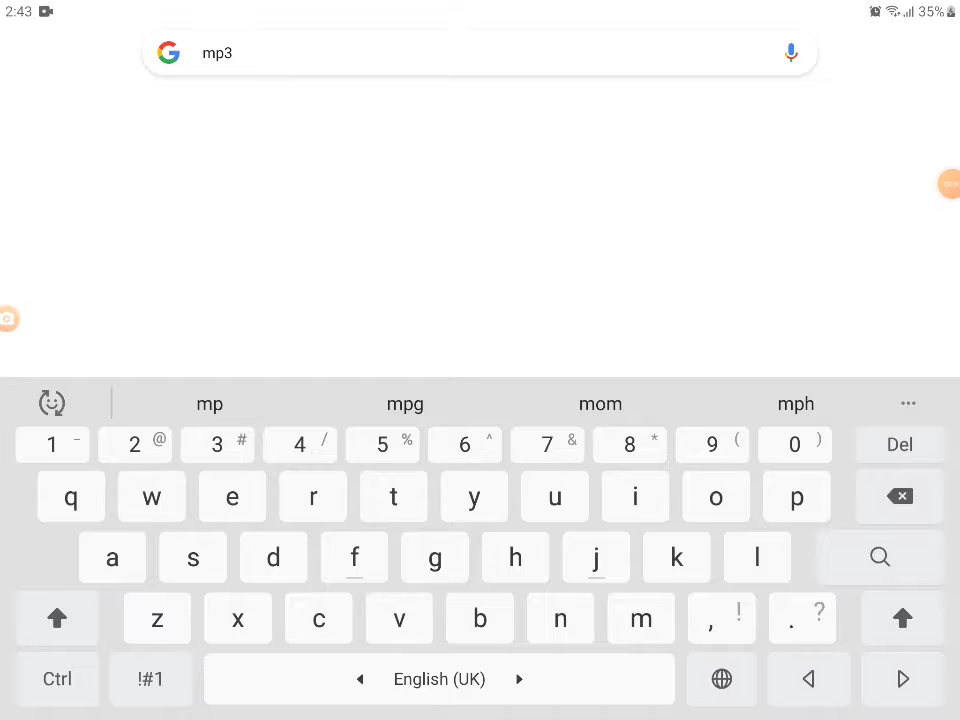 2:43 35%
mp3
mp mpg mom mph ...
1 - 2 @ 3 # 4 / 5 % 6 ^ 7 & 8 * 9 ( 0 ) Del
q w e r t y u i o p
a s d f g h j k l
z x c v b n m , ! . ?
Ctrl !#1 English (UK)